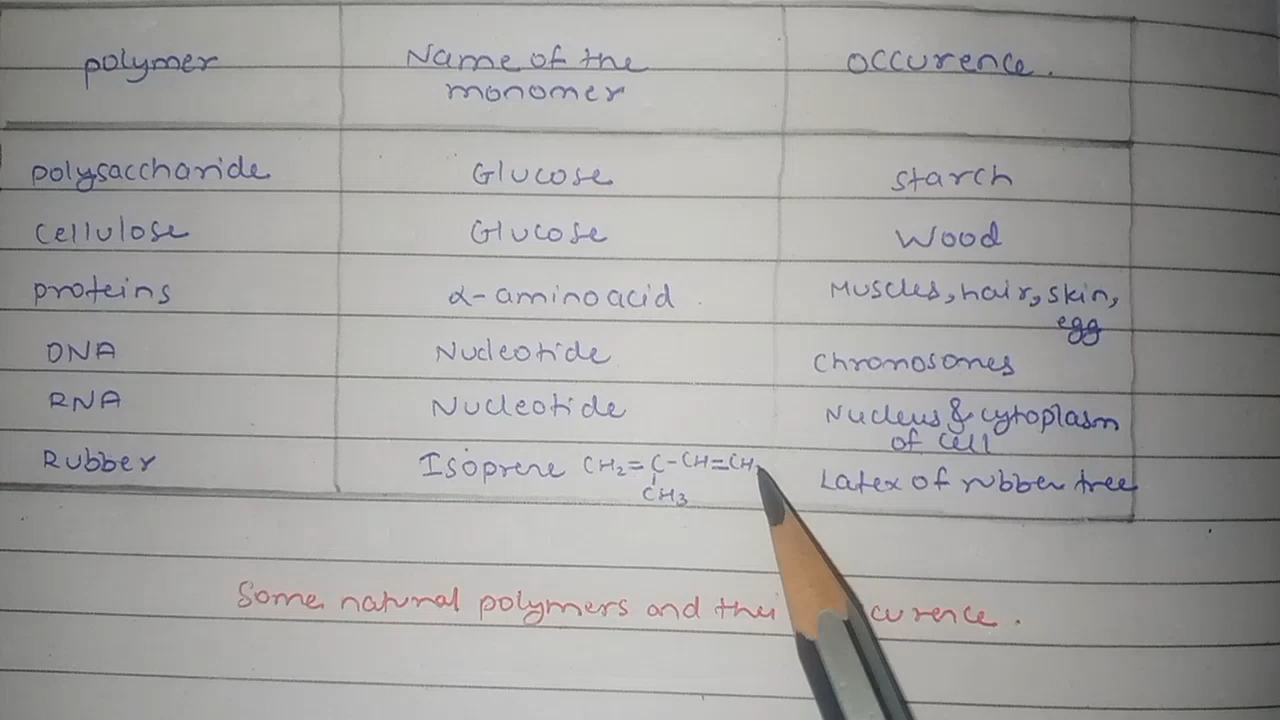 polymer Name of the monomer occurence.
polysaccharide Glucose starch
cellulose Glucose Wood
proteins α-aminoacid Muscles, hair, skin, egg
DNA Nucleotide Chromosomes
RNA Nucleotide Nucleus & cytoplasm of cell
Rubber Isoprene CH₂=C-CH=CH Latex of rubber tree
CH₃
Some natural polymers and curence.